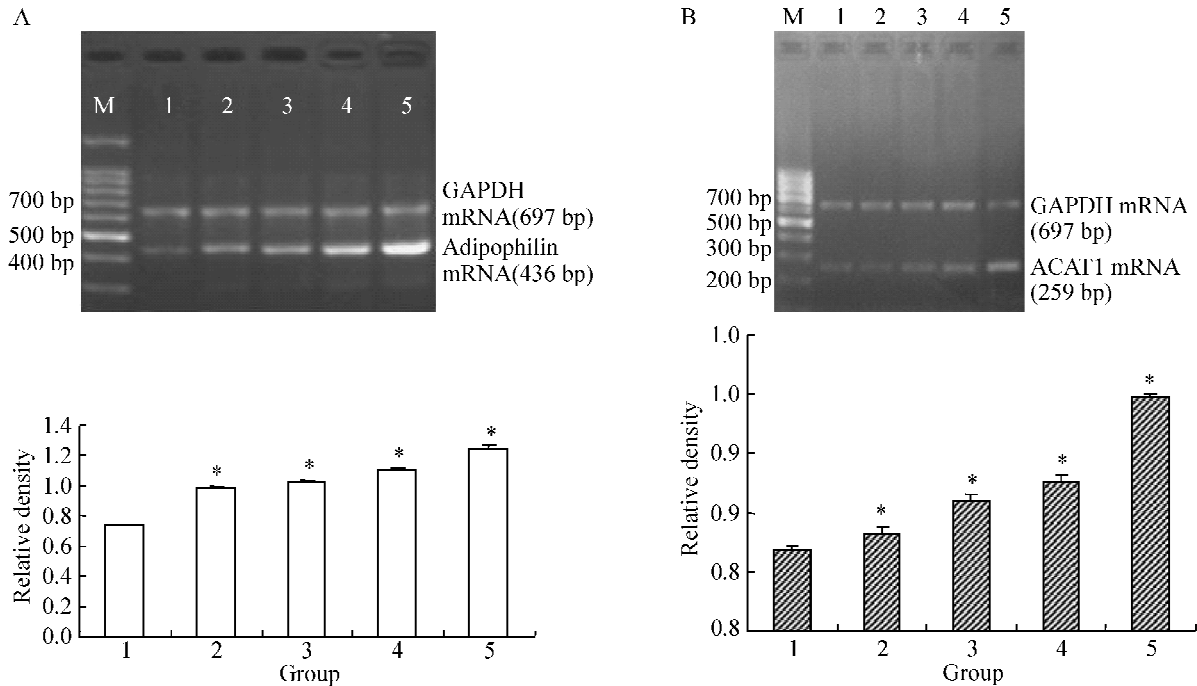 A
M 1 2 3 4 5
700 bp
500 bp
400 bp
GAPDH
mRNA(697 bp)
Adipophilin
mRNA(436 bp)
Relative density
1.4
1.2
1.0
0.8
0.6
0.4
0.2
0.0
* * * *
1 2 3 4 5
Group
B
M 1 2 3 4 5
700 bp
500 bp
300 bp
200 bp
GAPDH mRNA
(697 bp)
ACAT1 mRNA
(259 bp)
Relative density
1.0
1.0
0.9
0.9
0.8
0.8
* * * *
1 2 3 4 5
Group